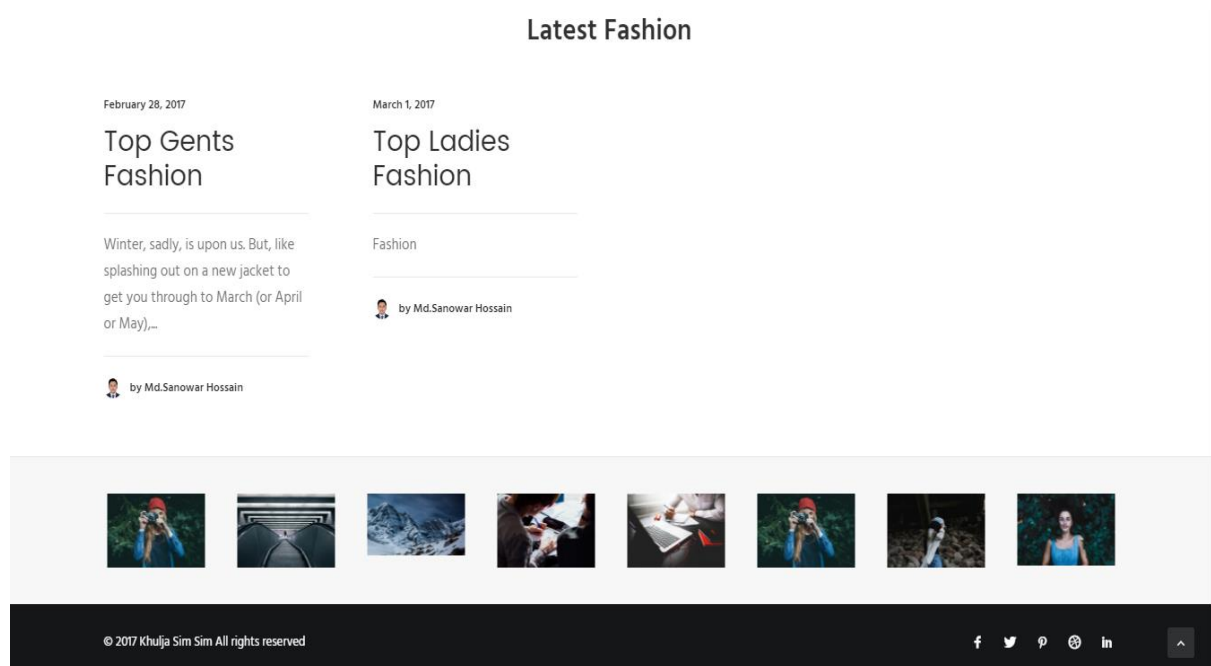 Latest Fashion
February 28, 2017
Top Gents
Fashion
Winter, sadly, is upon us. But, like
splashing out on a new jacket to
get you through to March (or April
or May),...
by Md.Sanowar Hossain
March 1, 2017
Top Ladies
Fashion
Fashion
by Md.Sanowar Hossain
© 2017 Khulja Sim Sim All rights reserved